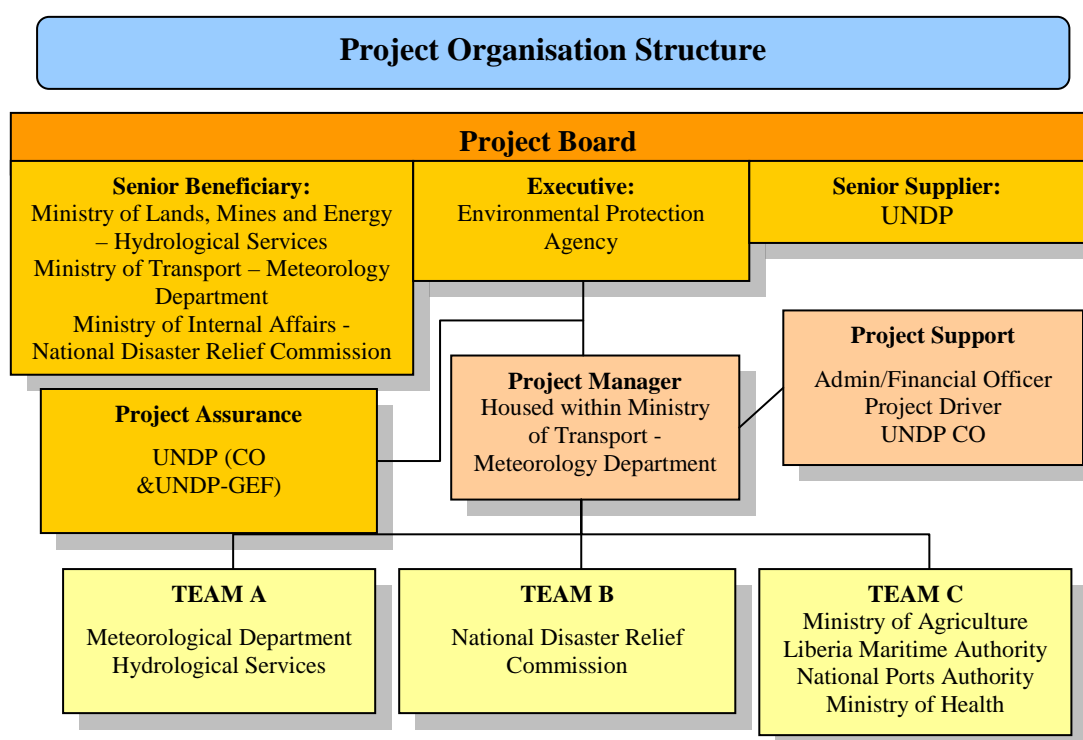 Project Organisation Structure
Project Board
Senior Beneficiary:
Ministry of Lands, Mines and Energy
– Hydrological Services
Ministry of Transport – Meteorology
Department
Ministry of Internal Affairs -
National Disaster Relief Commission
Executive:
Environmental Protection
Agency
Senior Supplier:
UNDP
Project Assurance
UNDP (CO
&UNDP-GEF)
Project Manager
Housed within Ministry
of Transport -
Meteorology Department
Project Support
Admin/Financial Officer
Project Driver
UNDP CO
TEAM A
Meteorological Department
Hydrological Services
TEAM B
National Disaster Relief
Commission
TEAM C
Ministry of Agriculture
Liberia Maritime Authority
National Ports Authority
Ministry of Health